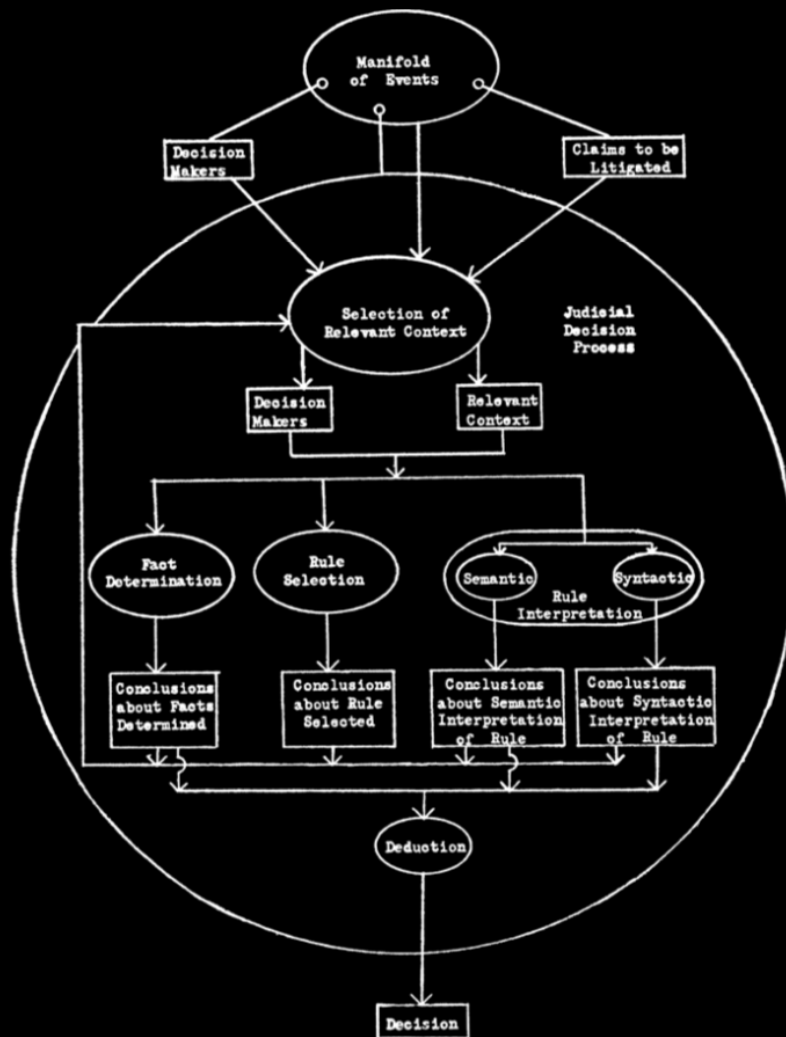 Manifold
of Events
Decision
Makers
Claims to be
Litigated
Selection of
Relevant Context
Judicial
Decision
Process
Decision
Makers
Relevant
Context
Fact
Determination
Rule
Selection
Semantic
Syntactic
Rule
Interpretation
Conclusions
about Facts
Determined
Conclusions
about Rule
Selected
Conclusions
about Semantic
Interpretation
of Rule
Conclusions
about Syntactic
Interpretation
of Rule
Deduction
Decision